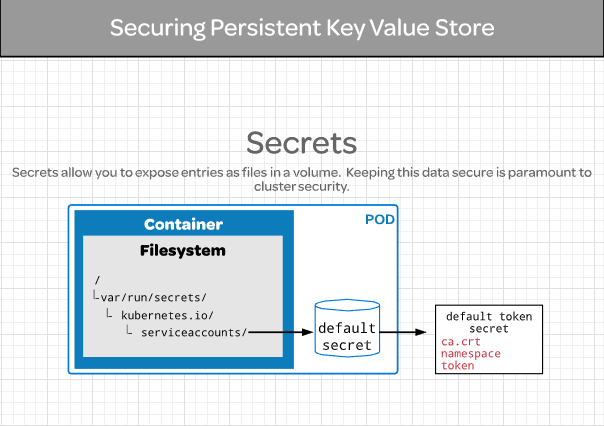 Securing Persistent Key Value Store
Secrets
Secrets allow you to expose entries as files in a volume. Keeping this data secure is paramount to
cluster security.
POD
Container
Filesystem
/
var/run/secrets/
kubernetes.io/
serviceaccounts/
default
secret
default token
secret
ca.crt
namespace
token